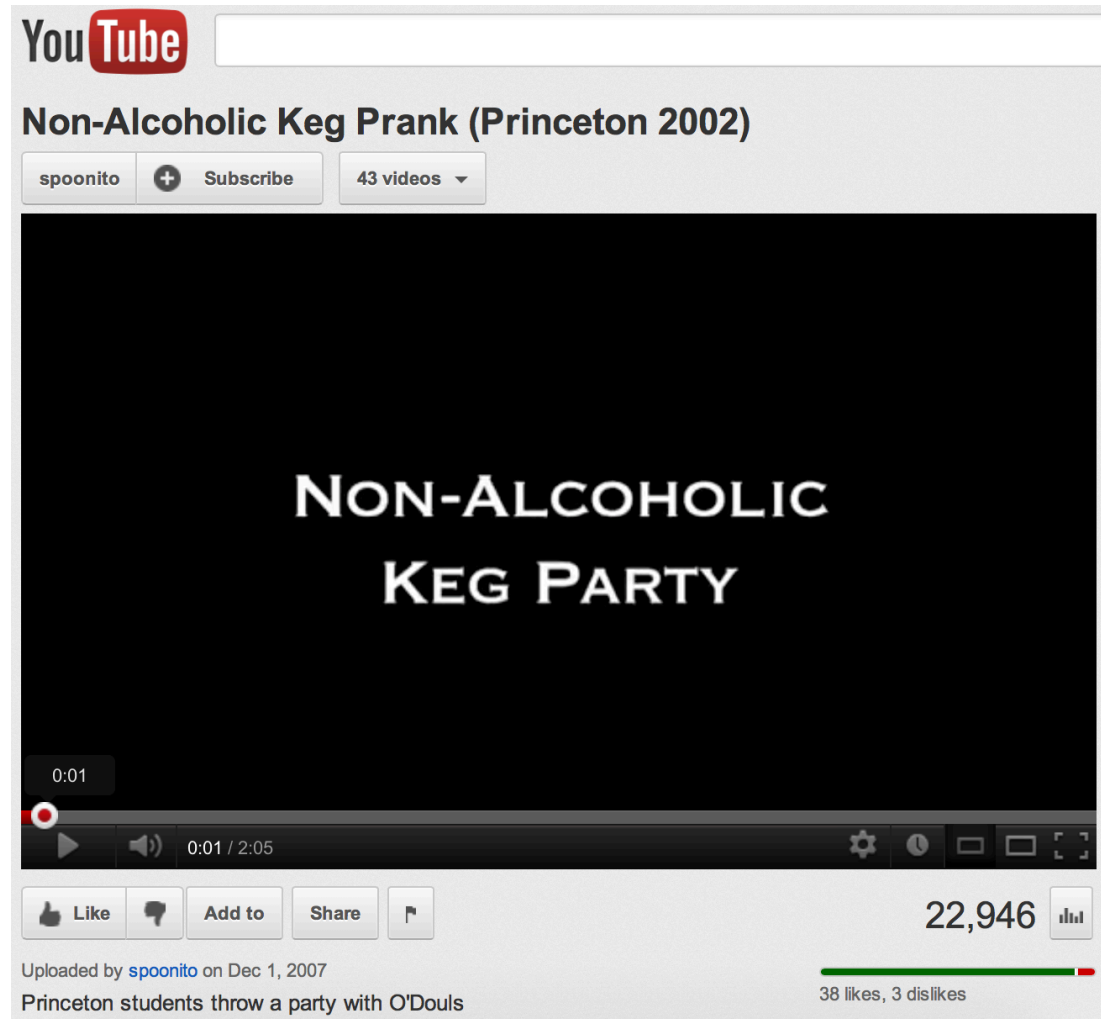 YouTube
Non-Alcoholic Keg Prank (Princeton 2002)
spoonito Subscribe 43 videos
Non-Alcoholic
Keg Party
0:01
0:01 / 2:05
Like Add to Share 22,946
Uploaded by spoonito on Dec 1, 2007
38 likes, 3 dislikes
Princeton students throw a party with O'Douls